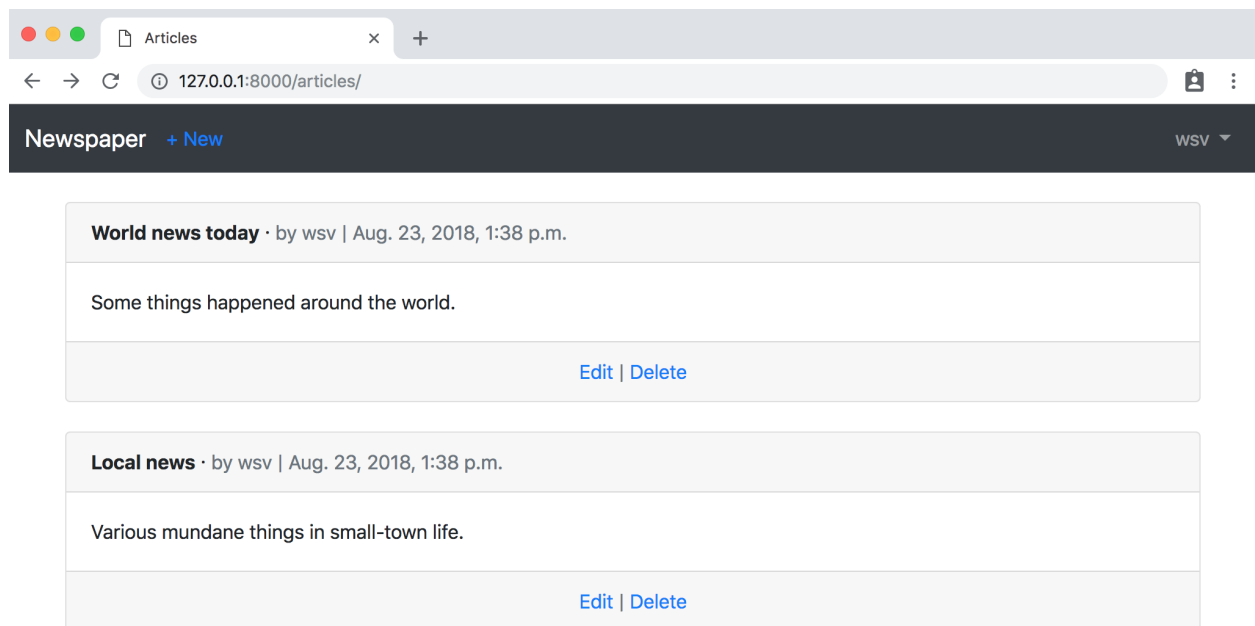 Articles
127.0.0.1:8000/articles/
Newspaper + New wsv
World news today · by wsv | Aug. 23, 2018, 1:38 p.m.
Some things happened around the world.
Edit | Delete
Local news · by wsv | Aug. 23, 2018, 1:38 p.m.
Various mundane things in small-town life.
Edit | Delete